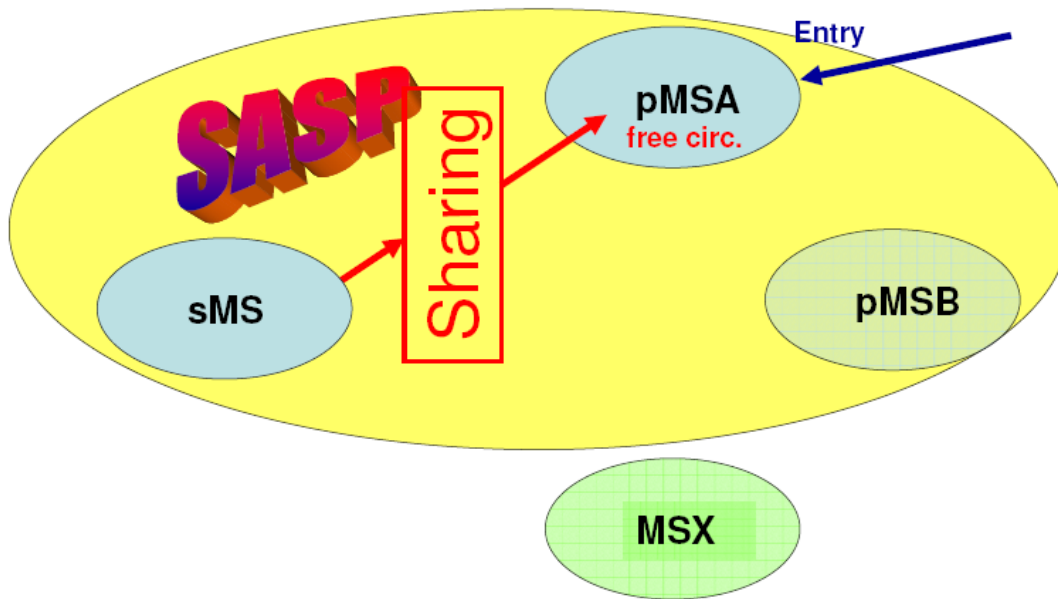 Entry
SASP
pMSA
free circ.
Sharing
sMS
pMSB
MSX